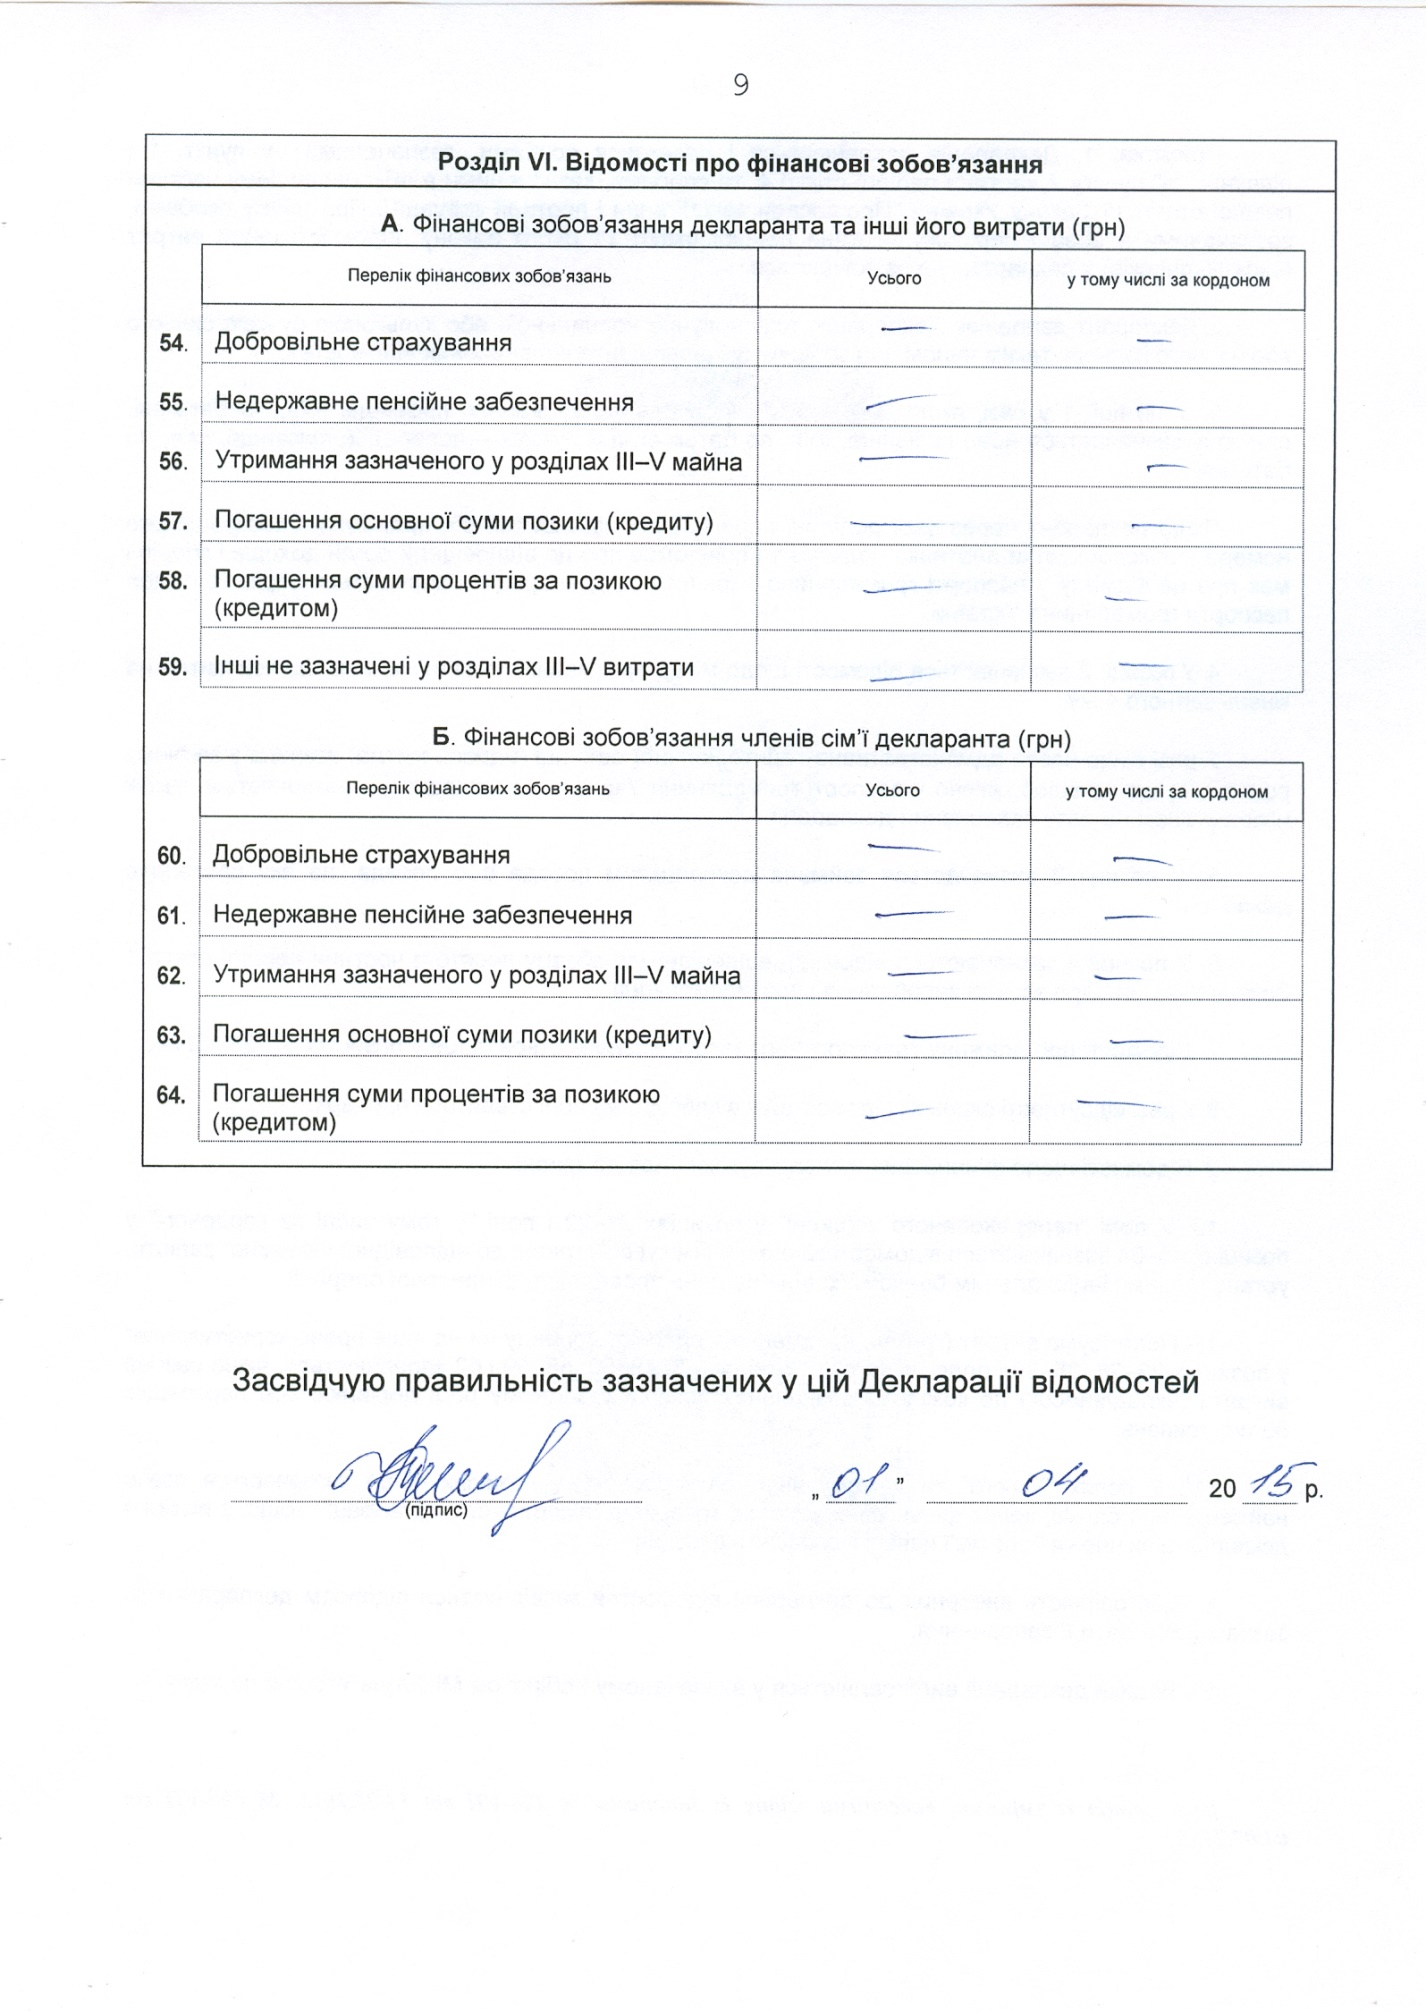 9
Розділ VI. Відомості про фінансові зобов’язання
А. Фінансові зобов’язання декларанта та інші його витрати (грн)
Перелік фінансових зобов’язань Усього у тому числі за кордоном
54. Добровільне страхування — —
55. Недержавне пенсійне забезпечення — —
56. Утримання зазначеного у розділах III–V майна — —
57. Погашення основної суми позики (кредиту) — —
58. Погашення суми процентів за позикою
(кредитом) — —
59. Інші не зазначені у розділах III–V витрати — —
Б. Фінансові зобов’язання членів сім’ї декларанта (грн)
Перелік фінансових зобов’язань Усього у тому числі за кордоном
60. Добровільне страхування — —
61. Недержавне пенсійне забезпечення — —
62. Утримання зазначеного у розділах III–V майна — —
63. Погашення основної суми позики (кредиту) — —
64. Погашення суми процентів за позикою
(кредитом) — —
Засвідчую правильність зазначених у цій Декларації відомостей
„ 01 ” 04 20 15 р.
(підпис)